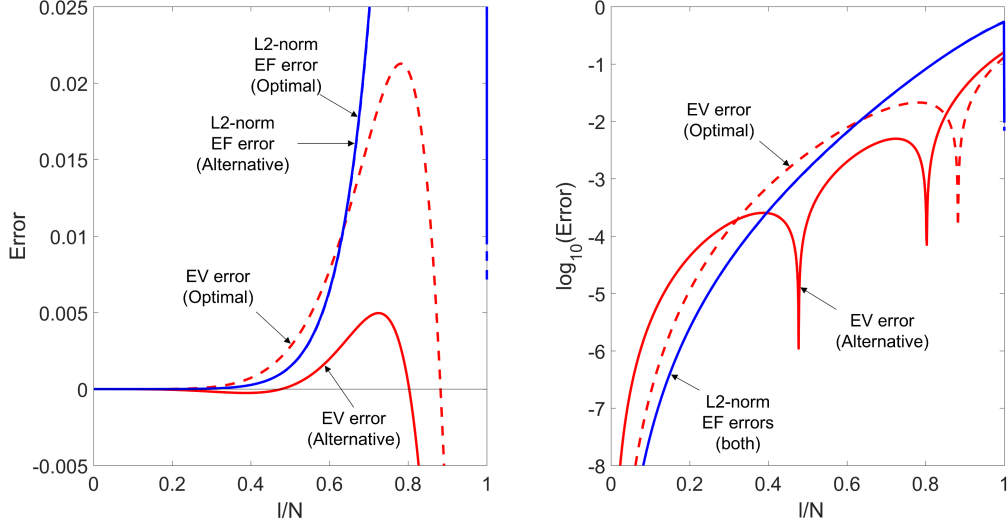 0.025
0.02
0.015
0.01
0.005
0
-0.005
Error
0
0.2
0.4
0.6
0.8
1
l/N
L2-norm
EF error
(Optimal)
L2-norm
EF error
(Alternative)
EV error
(Optimal)
EV error
(Alternative)
0
-1
-2
-3
-4
-5
-6
-7
-8
log10(Error)
0
0.2
0.4
0.6
0.8
1
l/N
EV error
(Optimal)
EV error
(Alternative)
L2-norm
EF errors
(both)